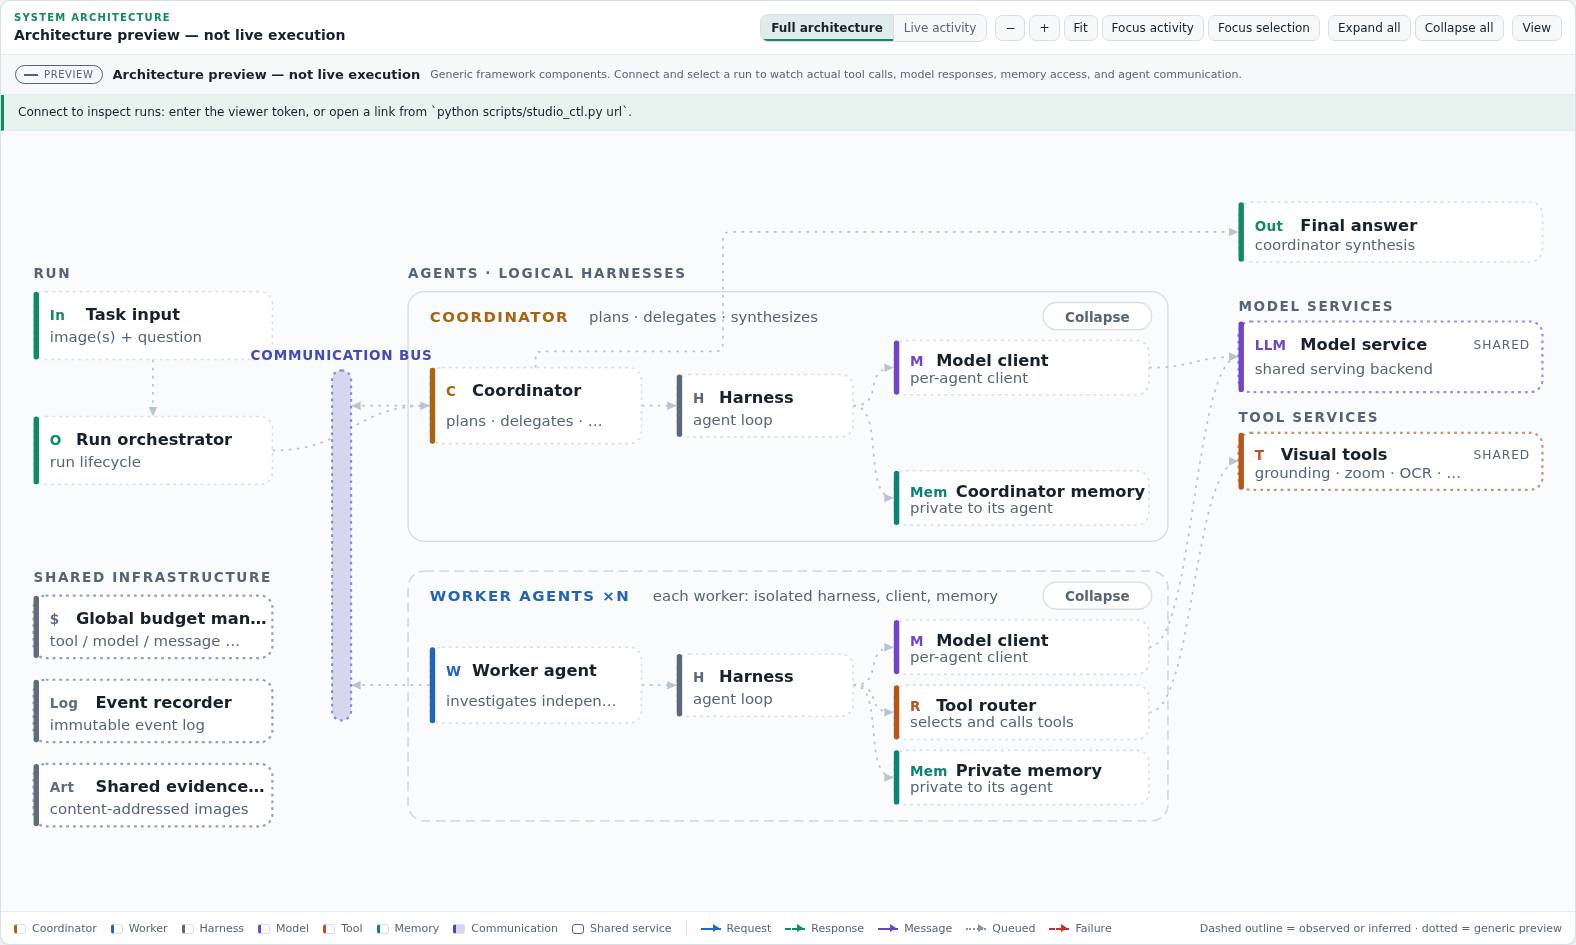 SYSTEM ARCHITECTURE
Architecture preview — not live execution
Full architecture
Live activity
−
+
Fit
Focus activity
Focus selection
Expand all
Collapse all
View
PREVIEW
Architecture preview — not live execution
Generic framework components. Connect and select a run to watch actual tool calls, model responses, memory access, and agent communication.
Connect to inspect runs: enter the viewer token, or open a link from `python scripts/studio_ctl.py url`.
Out Final answer
coordinator synthesis
RUN
In Task input
image(s) + question
O Run orchestrator
run lifecycle
COMMUNICATION BUS
AGENTS · LOGICAL HARNESSES
COORDINATOR plans · delegates · synthesizes
Collapse
C Coordinator
plans · delegates · …
H Harness
agent loop
M Model client
per-agent client
Mem Coordinator memory
private to its agent
MODEL SERVICES
LLM Model service SHARED
shared serving backend
TOOL SERVICES
T Visual tools SHARED
grounding · zoom · OCR · …
SHARED INFRASTRUCTURE
$ Global budget man…
tool / model / message …
Log Event recorder
immutable event log
Art Shared evidence…
content-addressed images
WORKER AGENTS ×N each worker: isolated harness, client, memory
Collapse
W Worker agent
investigates indepen…
H Harness
agent loop
M Model client
per-agent client
R Tool router
selects and calls tools
Mem Private memory
private to its agent
Coordinator
Worker
Harness
Model
Tool
Memory
Communication
Shared service
Request
Response
Message
Queued
Failure
Dashed outline = observed or inferred · dotted = generic preview